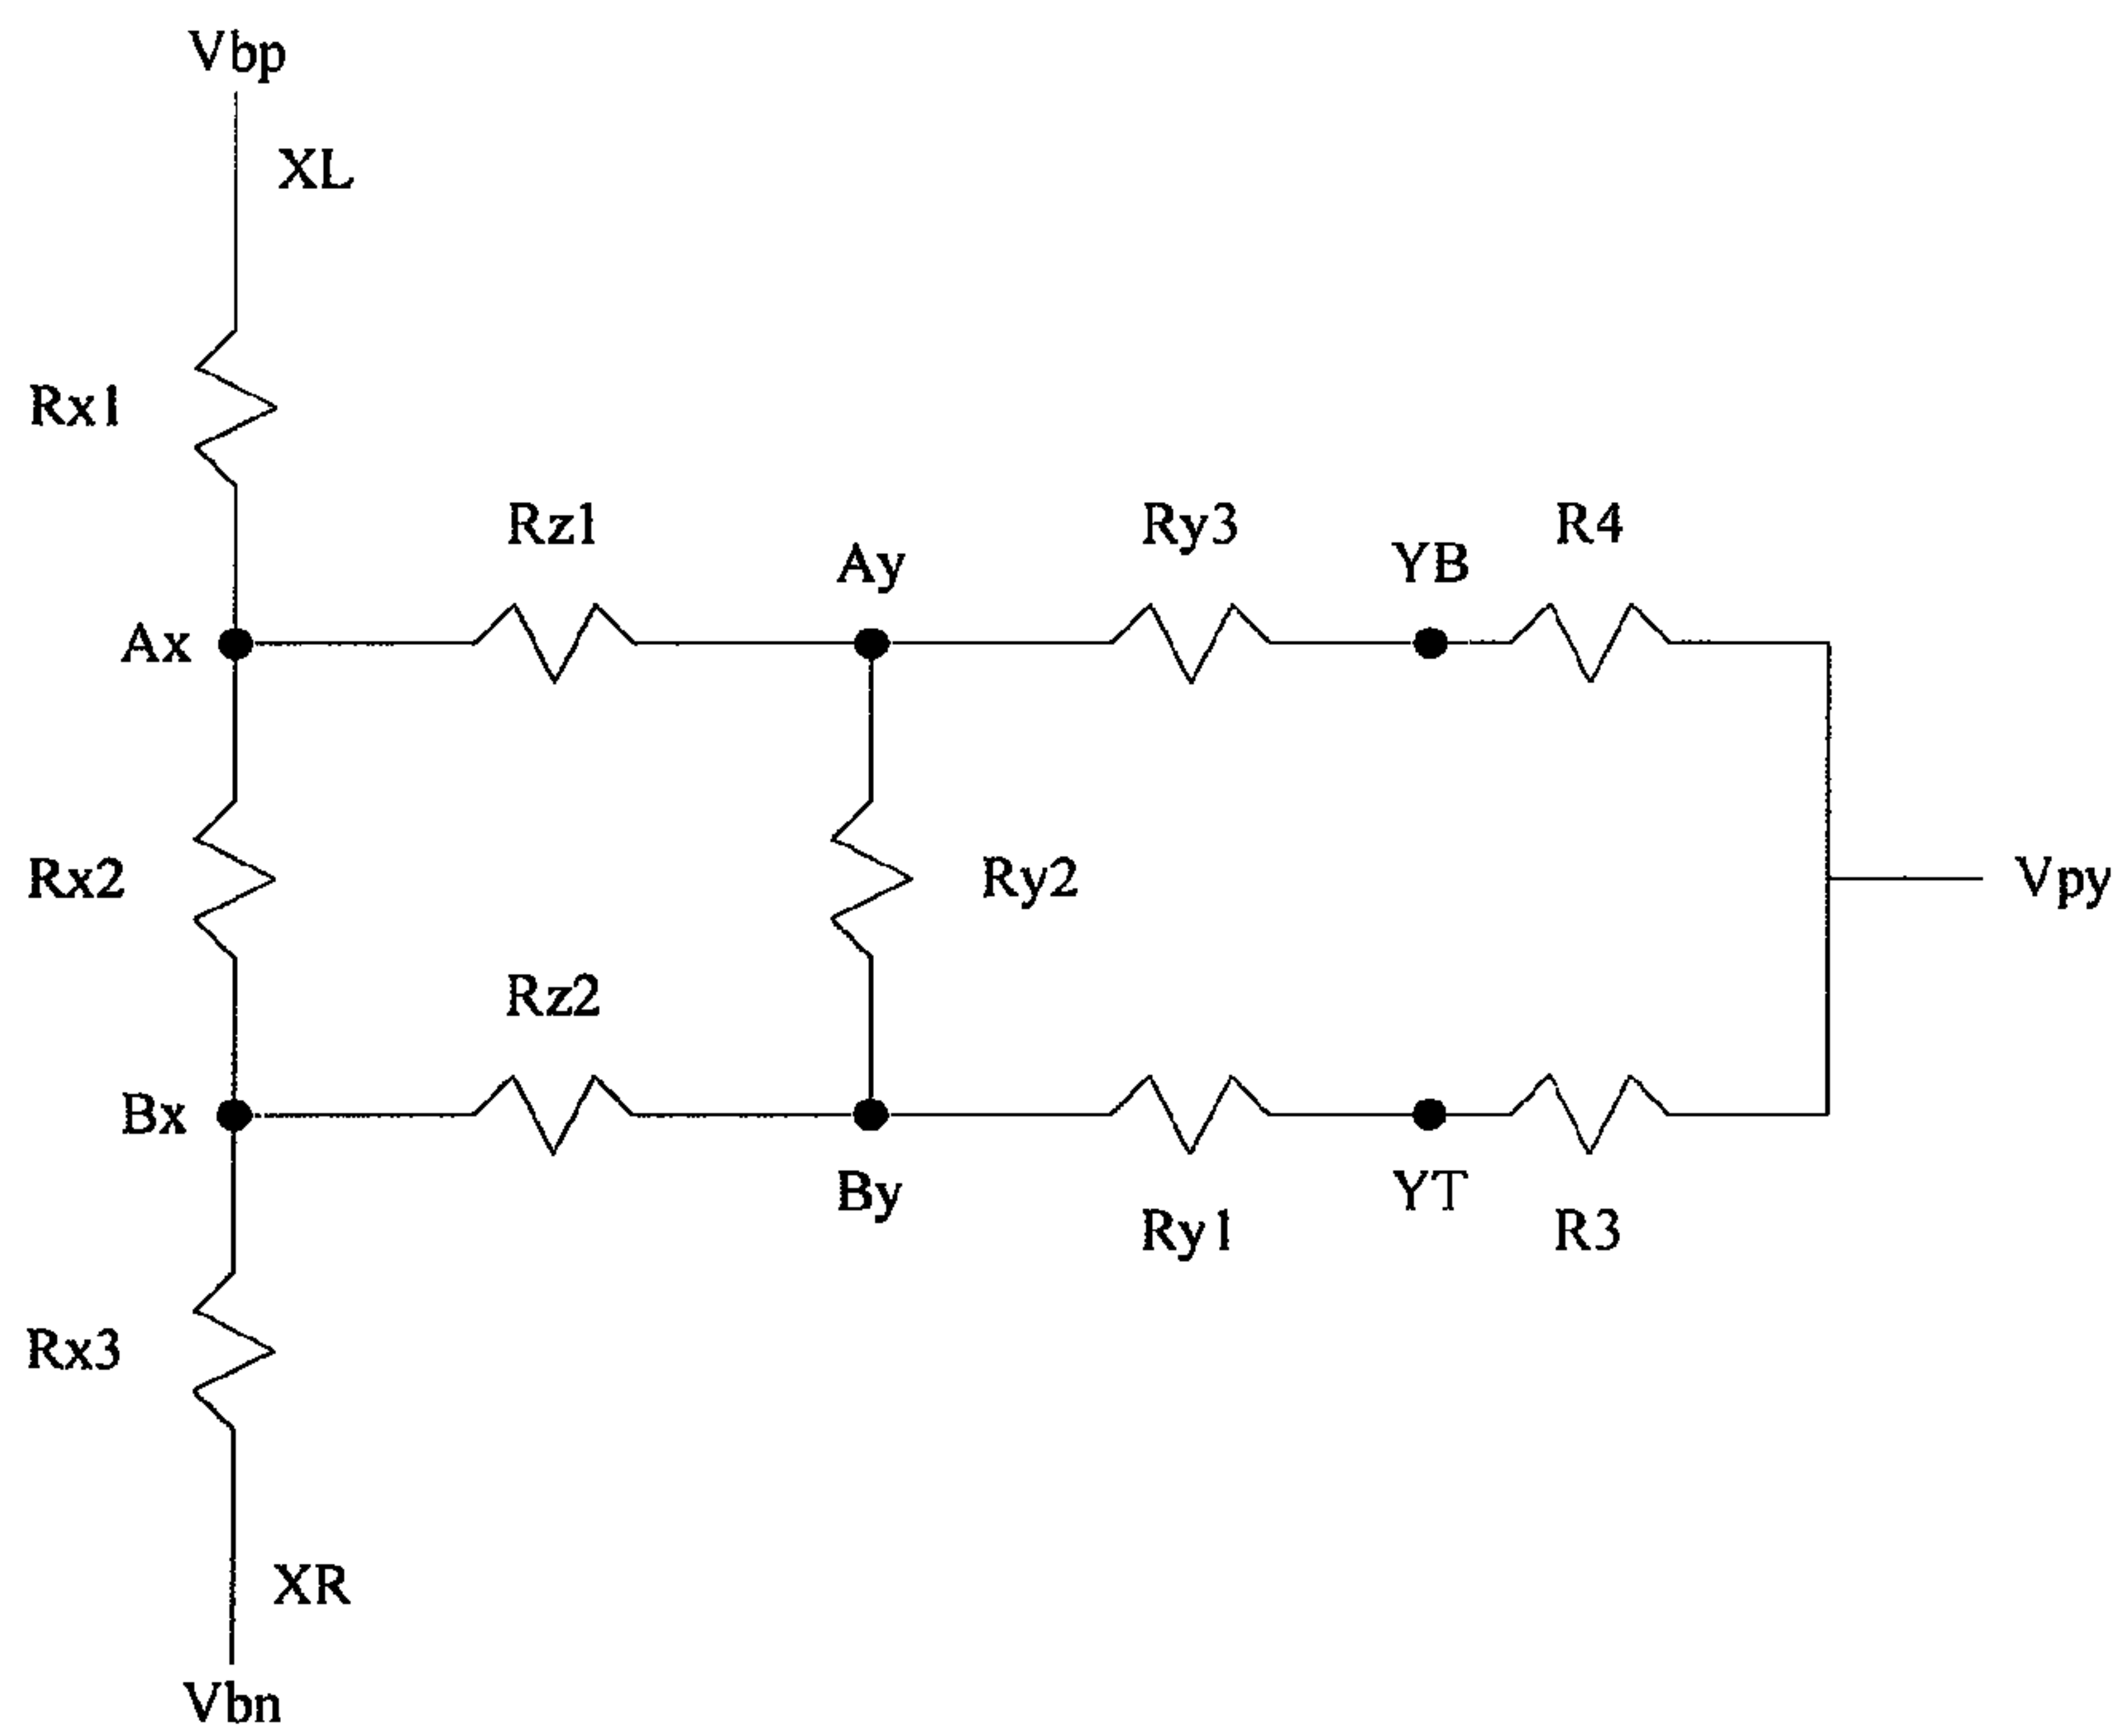 Vbp
XL
Rx1
Rz1
Ay
Ry3
YB
R4
Ax
Rx2
Ry2
Vpy
Rz2
Bx
By
Ry1
YT
R3
Rx3
XR
Vbn